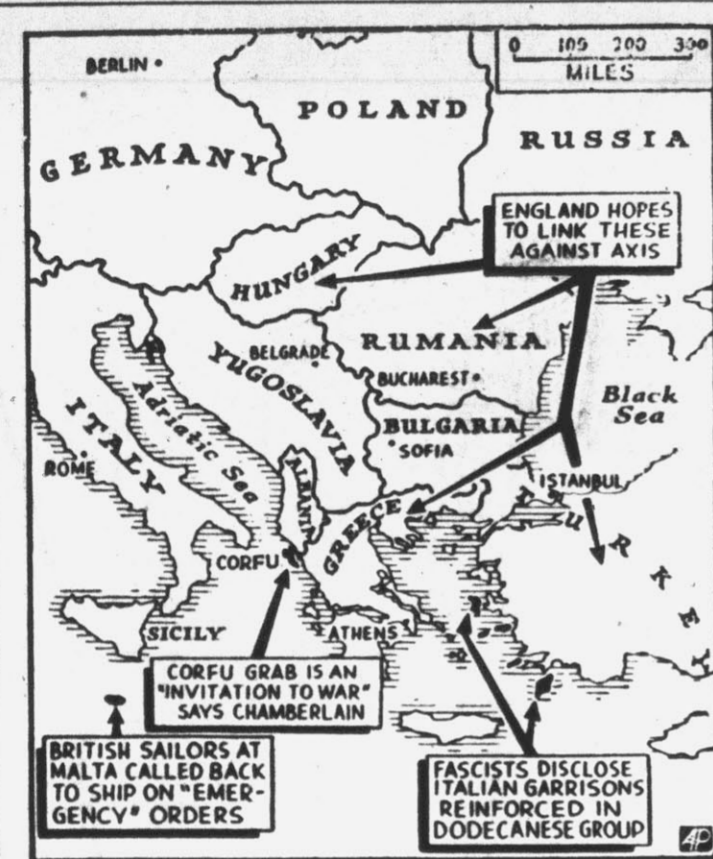 0 100 200 300
MILES
BERLIN
POLAND
GERMANY
RUSSIA
ENGLAND HOPES
TO LINK THESE
AGAINST AXIS
HUNGARY
RUMANIA
BELGRADE
YUGOSLAVIA
BUCHAREST
Black
Sea
Adriatic Sea
ITALY
BULGARIA
SOFIA
ROME
ALBANIA
ISTANBUL
GREECE
TURKEY
CORFU
SICILY
ATHENS
CORFU GRAB IS AN
"INVITATION TO WAR"
SAYS CHAMBERLAIN
BRITISH SAILORS AT
MALTA CALLED BACK
TO SHIP ON "EMER-
GENCY" ORDERS
FASCISTS DISCLOSE
ITALIAN GARRISONS
REINFORCED IN
DODECANESE GROUP
AP